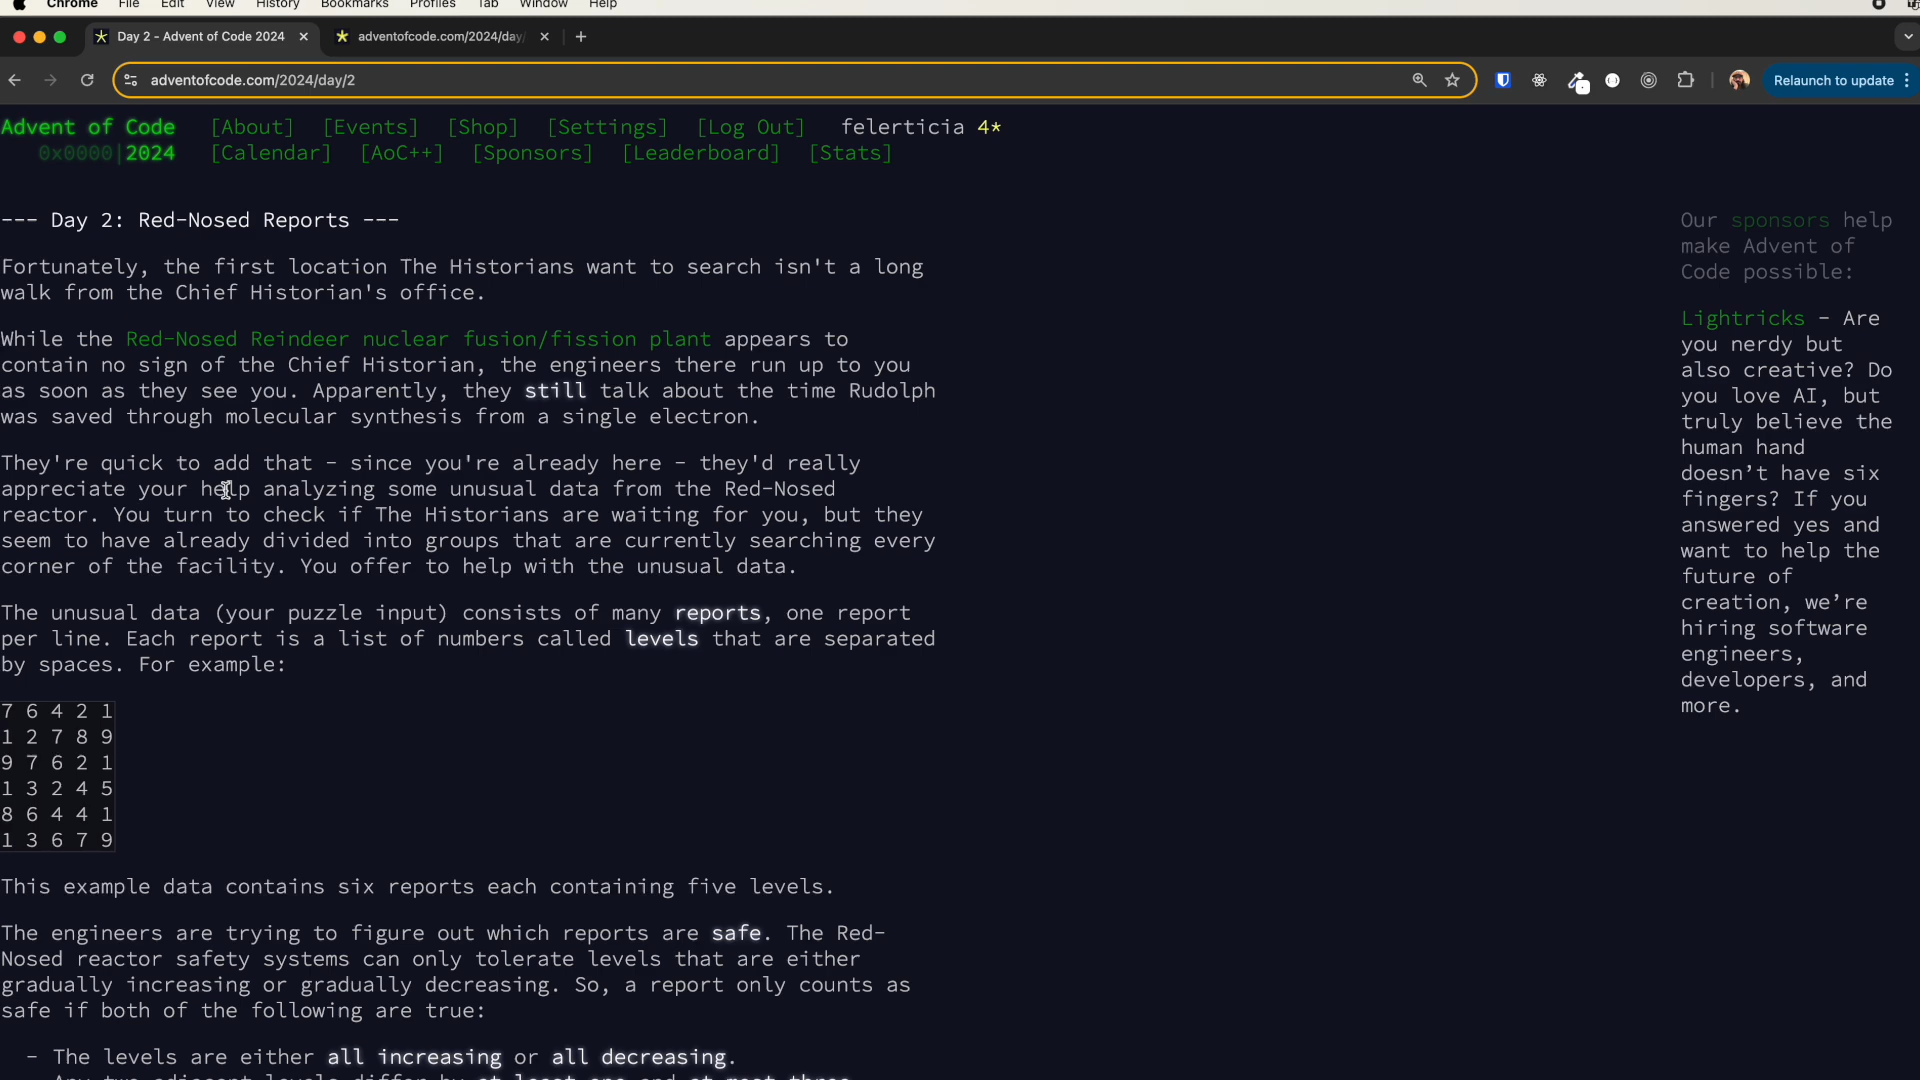 Chrome File Edit View History Bookmarks Profiles Tab Window Help
Day 2 - Advent of Code 2024 adventofcode.com/2024/day/
adventofcode.com/2024/day/2 Relaunch to update
Advent of Code [About] [Events] [Shop] [Settings] [Log Out] felerticia 4*
0x0000|2024 [Calendar] [AoC++] [Sponsors] [Leaderboard] [Stats]
--- Day 2: Red-Nosed Reports ---
Fortunately, the first location The Historians want to search isn't a long
walk from the Chief Historian's office.
While the Red-Nosed Reindeer nuclear fusion/fission plant appears to
contain no sign of the Chief Historian, the engineers there run up to you
as soon as they see you. Apparently, they still talk about the time Rudolph
was saved through molecular synthesis from a single electron.
They're quick to add that - since you're already here - they'd really
appreciate your help analyzing some unusual data from the Red-Nosed
reactor. You turn to check if The Historians are waiting for you, but they
seem to have already divided into groups that are currently searching every
corner of the facility. You offer to help with the unusual data.
The unusual data (your puzzle input) consists of many reports, one report
per line. Each report is a list of numbers called levels that are separated
by spaces. For example:
7 6 4 2 1
1 2 7 8 9
9 7 6 2 1
1 3 2 4 5
8 6 4 4 1
1 3 6 7 9
This example data contains six reports each containing five levels.
The engineers are trying to figure out which reports are safe. The Red-
Nosed reactor safety systems can only tolerate levels that are either
gradually increasing or gradually decreasing. So, a report only counts as
safe if both of the following are true:
- The levels are either all increasing or all decreasing.
- Any two adjacent levels differ by at least one and at most three.
Our sponsors help
make Advent of
Code possible:
Lightricks - Are
you nerdy but
also creative? Do
you love AI, but
truly believe the
human hand
doesn’t have six
fingers? If you
answered yes and
want to help the
future of
creation, we’re
hiring software
engineers,
developers, and
more.